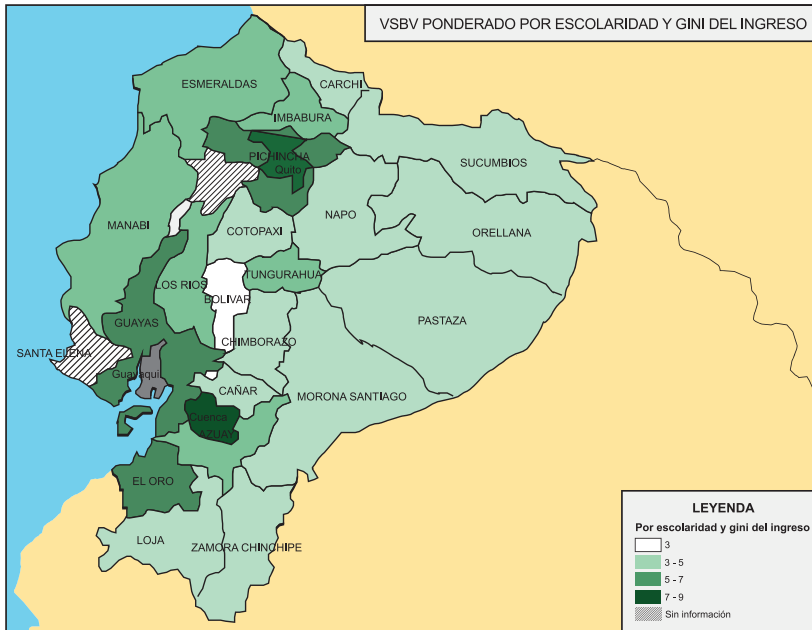 VSBV PONDERADO POR ESCOLARIDAD Y GINI DEL INGRESO
ESMERALDAS
CARCHI
IMBABURA
PICHINCHA
Quito
SUCUMBIOS
MANABI
NAPO
COTOPAXI
ORELLANA
TUNGURAHUA
LOS RIOS
BOLIVAR
GUAYAS
PASTAZA
CHIMBORAZO
SANTA ELENA
Guayaquil
CAÑAR
MORONA SANTIAGO
Cuenca
AZUAY
EL ORO
LOJA
ZAMORA CHINCHIPE
LEYENDA
Por escolaridad y gini del ingreso
3
3 - 5
5 - 7
7 - 9
Sin información